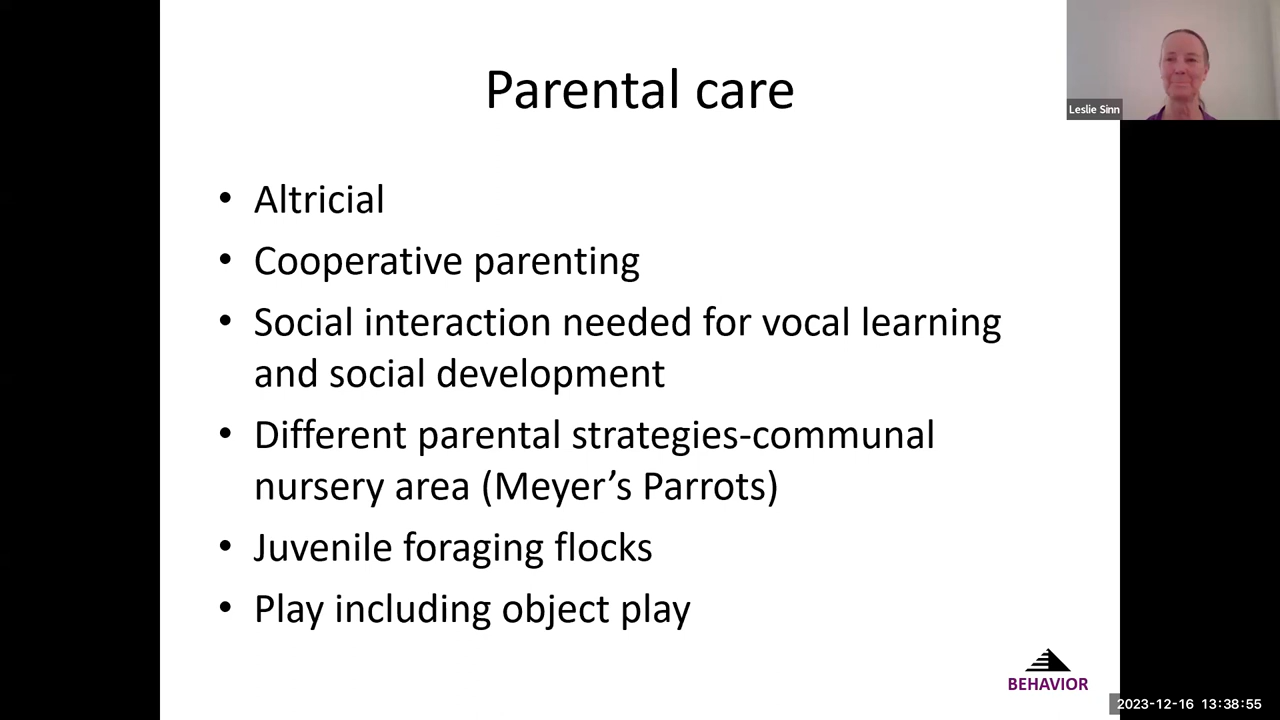 Parental care
Leslie Sinn
• Altricial
• Cooperative parenting
• Social interaction needed for vocal learning
and social development
• Different parental strategies-communal
nursery area (Meyer’s Parrots)
• Juvenile foraging flocks
• Play including object play
BEHAVIOR
2023-12-16 13:38:55